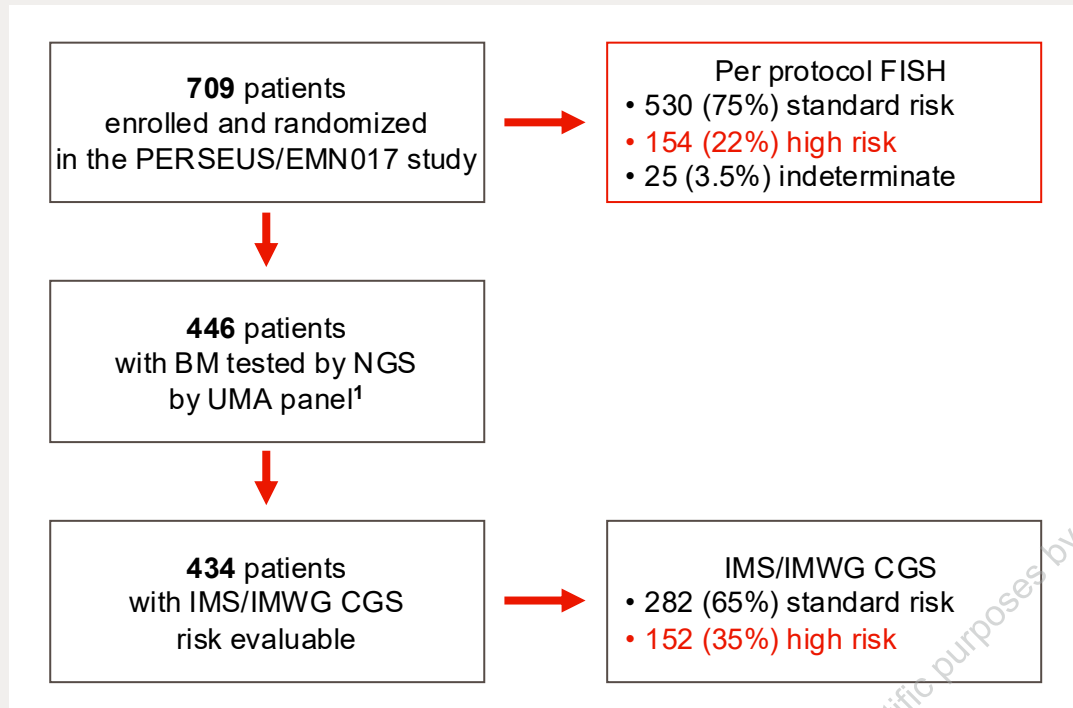 709 patients
enrolled and randomized
in the PERSEUS/EMN017 study
Per protocol FISH
• 530 (75%) standard risk
• 154 (22%) high risk
• 25 (3.5%) indeterminate
446 patients
with BM tested by NGS
by UMA panel¹
434 patients
with IMS/IMWG CGS
risk evaluable
IMS/IMWG CGS
• 282 (65%) standard risk
• 152 (35%) high risk
purposes by